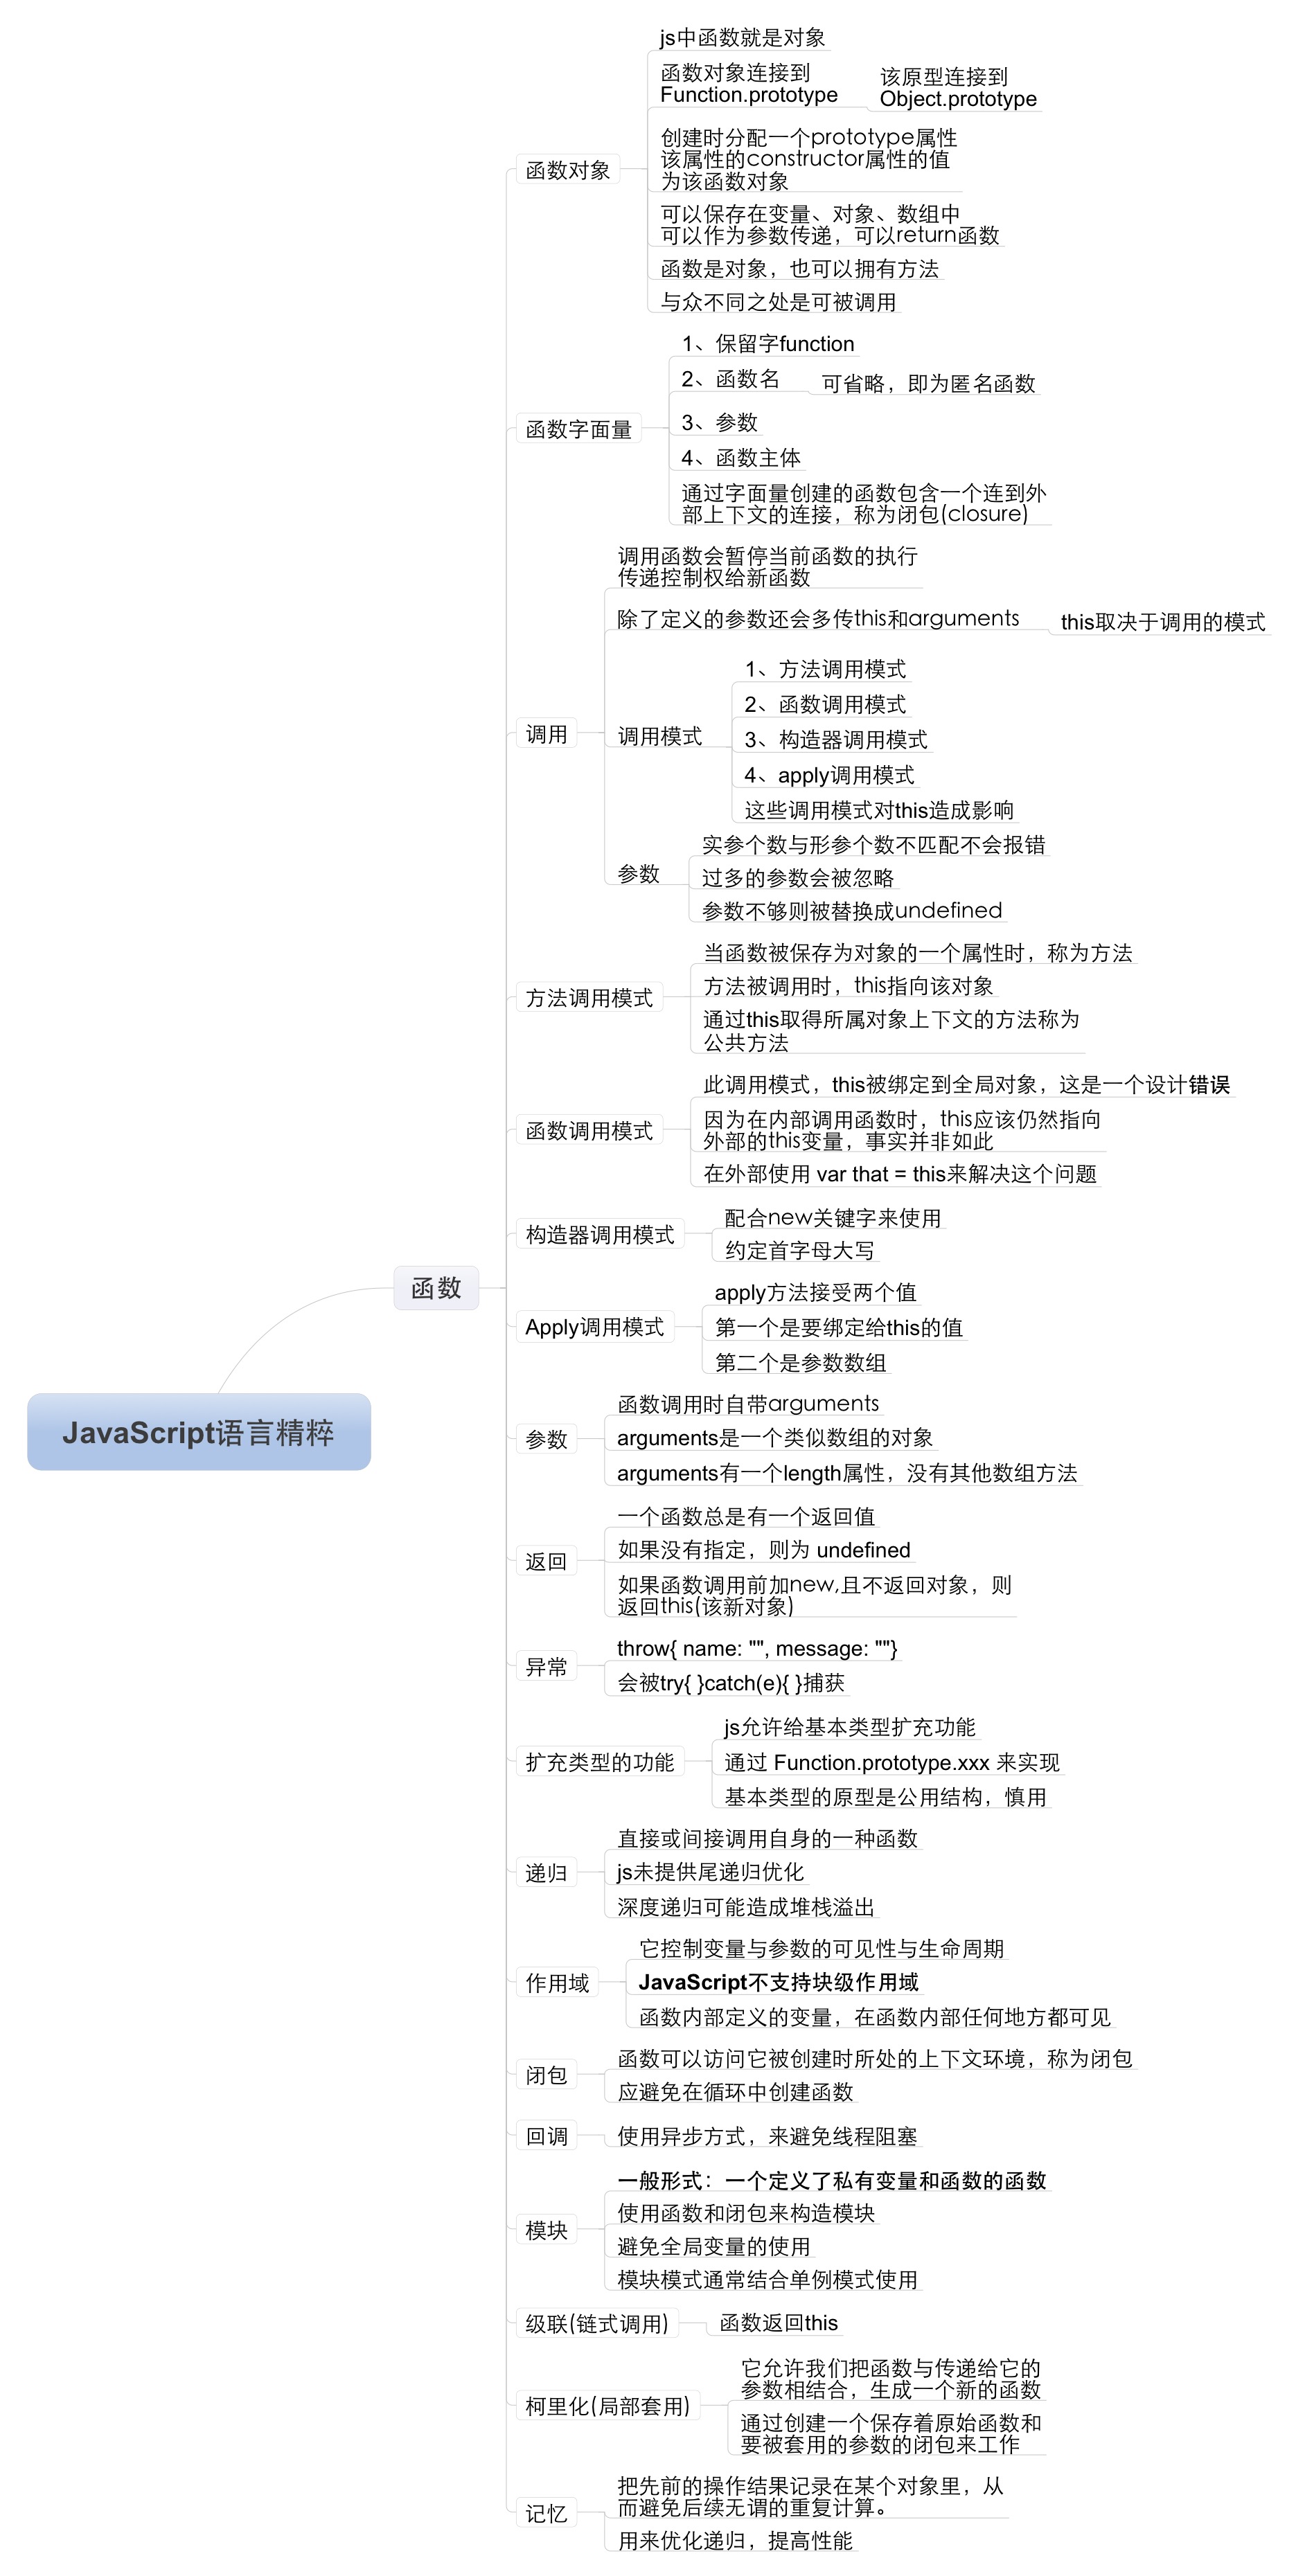 JavaScript语言精粹
函数
函数对象
js中函数就是对象
函数对象连接到
Function.prototype
该原型连接到
Object.prototype
创建时分配一个prototype属性
该属性的constructor属性的值
为该函数对象
可以保存在变量、对象、数组中
可以作为参数传递，可以return函数
函数是对象，也可以拥有方法
与众不同之处是可被调用
函数字面量
1、保留字function
2、函数名
可省略，即为匿名函数
3、参数
4、函数主体
通过字面量创建的函数包含一个连到外
部上下文的连接，称为闭包(closure)
调用
调用函数会暂停当前函数的执行
传递控制权给新函数
除了定义的参数还会多传this和arguments
this取决于调用的模式
调用模式
1、方法调用模式
2、函数调用模式
3、构造器调用模式
4、apply调用模式
这些调用模式对this造成影响
参数
实参个数与形参个数不匹配不会报错
过多的参数会被忽略
参数不够则被替换成undefined
方法调用模式
当函数被保存为对象的一个属性时，称为方法
方法被调用时，this指向该对象
通过this取得所属对象上下文的方法称为
公共方法
函数调用模式
此调用模式，this被绑定到全局对象，这是一个设计错误
因为在内部调用函数时，this应该仍然指向
外部的this变量，事实并非如此
在外部使用 var that = this来解决这个问题
构造器调用模式
配合new关键字来使用
约定首字母大写
Apply调用模式
apply方法接受两个值
第一个是要绑定给this的值
第二个是参数数组
参数
函数调用时自带arguments
arguments是一个类似数组的对象
arguments有一个length属性，没有其他数组方法
返回
一个函数总是有一个返回值
如果没有指定，则为 undefined
如果函数调用前加new,且不返回对象，则
返回this(该新对象)
异常
throw{ name: "", message: ""}
会被try{ }catch(e){ }捕获
扩充类型的功能
js允许给基本类型扩充功能
通过 Function.prototype.xxx 来实现
基本类型的原型是公用结构，慎用
递归
直接或间接调用自身的一种函数
js未提供尾递归优化
深度递归可能造成堆栈溢出
作用域
它控制变量与参数的可见性与生命周期
JavaScript不支持块级作用域
函数内部定义的变量，在函数内部任何地方都可见
闭包
函数可以访问它被创建时所处的上下文环境，称为闭包
应避免在循环中创建函数
回调
使用异步方式，来避免线程阻塞
模块
一般形式：一个定义了私有变量和函数的函数
使用函数和闭包来构造模块
避免全局变量的使用
模块模式通常结合单例模式使用
级联(链式调用)
函数返回this
柯里化(局部套用)
它允许我们把函数与传递给它的
参数相结合，生成一个新的函数
通过创建一个保存着原始函数和
要被套用的参数的闭包来工作
记忆
把先前的操作结果记录在某个对象里，从
而避免后续无谓的重复计算。
用来优化递归，提高性能